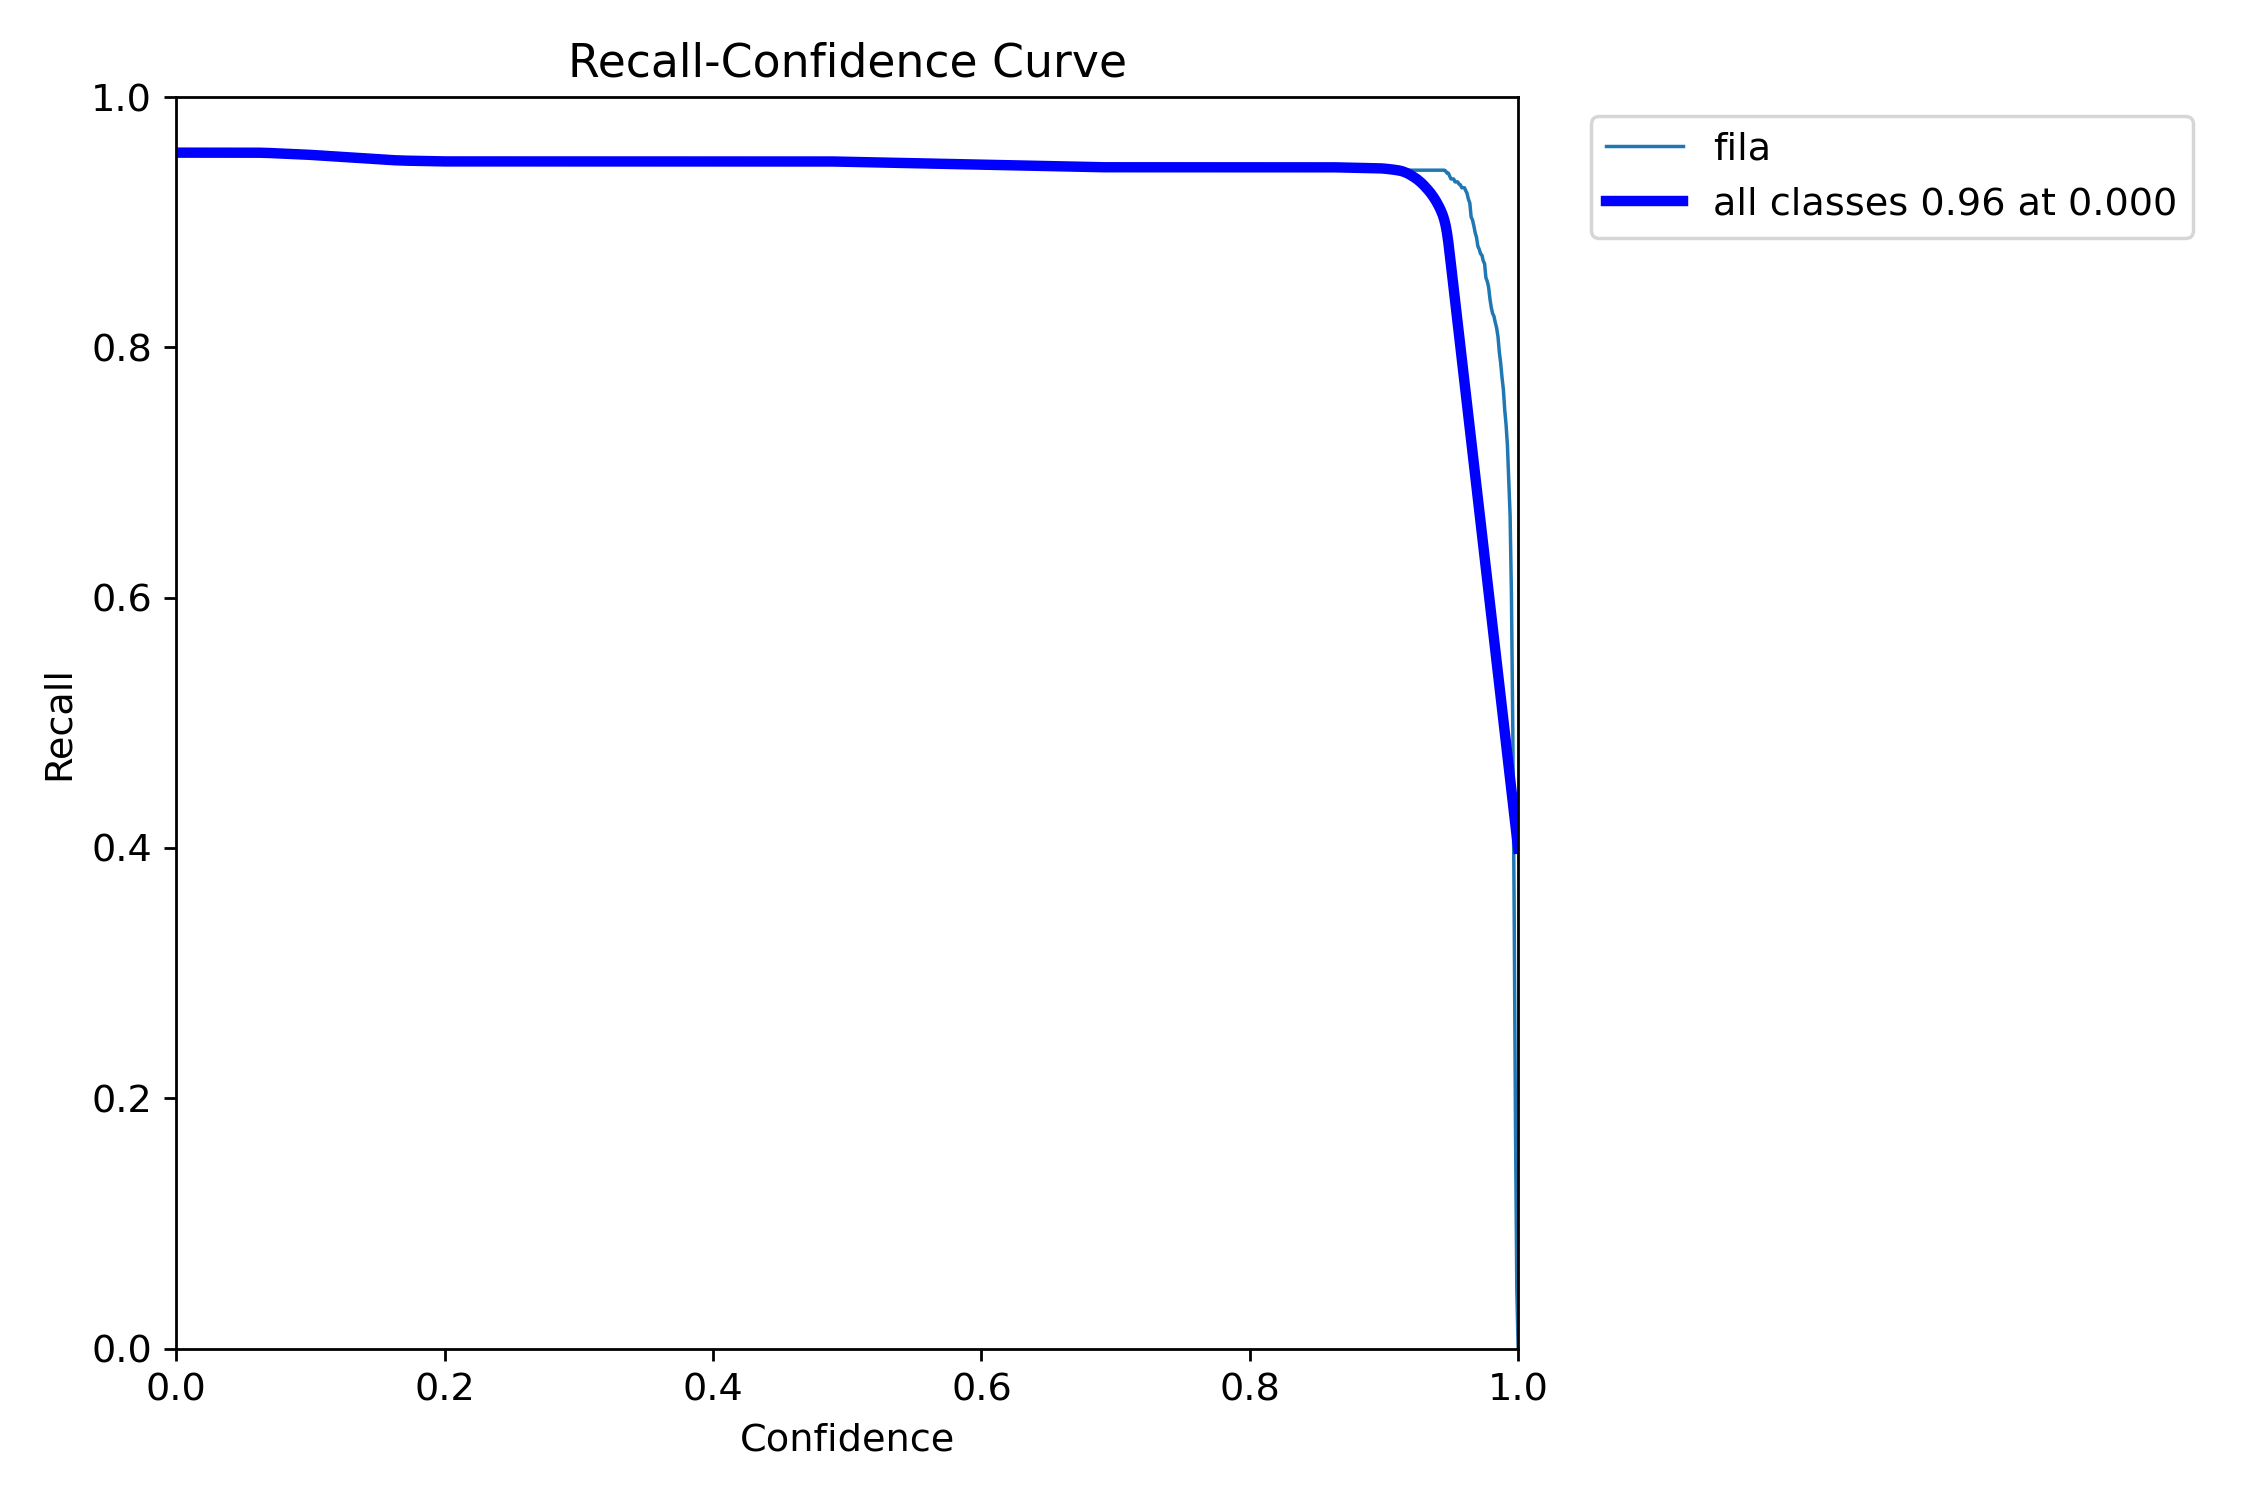 Recall-Confidence Curve
1.0
0.8
0.6
0.4
0.2
0.0
Recall
0.0 0.2 0.4 0.6 0.8 1.0
Confidence
fila
all classes 0.96 at 0.000